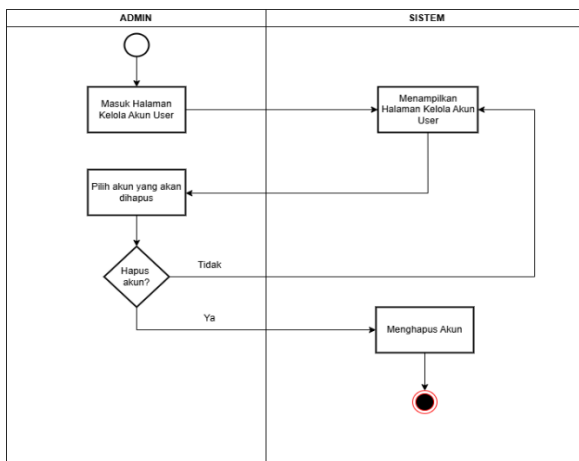 ADMIN
SISTEM
Masuk Halaman
Kelola Akun User
Menampilkan
Halaman Kelola Akun
User
Pilih akun yang akan
dihapus
Hapus
akun?
Tidak
Ya
Menghapus Akun